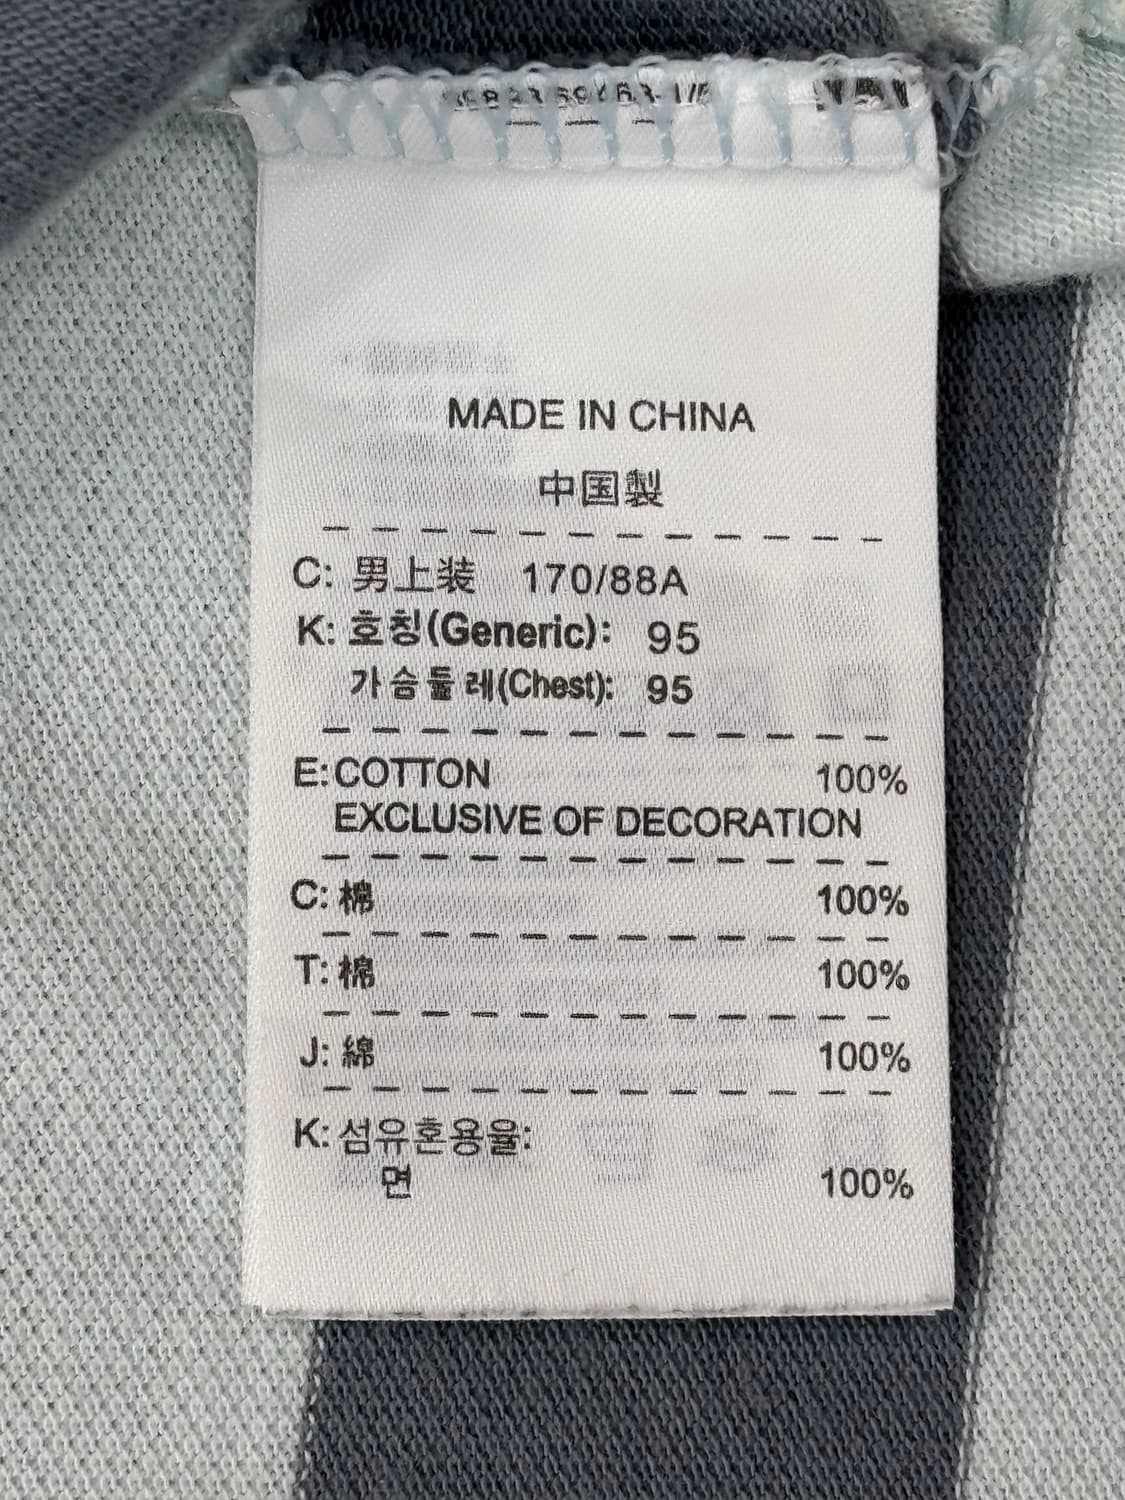 MADE IN CHINA
中国製
C: 男上装 170/88A
K: 호칭(Generic): 95
가슴둘레(Chest): 95
E: COTTON 100%
EXCLUSIVE OF DECORATION
C: 棉 100%
T: 棉 100%
J: 綿 100%
K: 섬유혼용율:
면 100%